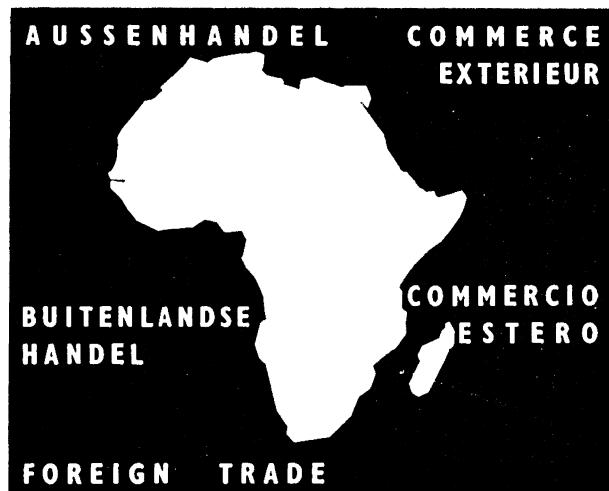 AUSSENHANDEL
COMMERCE
EXTERIEUR
BUITENLANDSE
HANDEL
COMMERCIO
ESTERO
FOREIGN TRADE